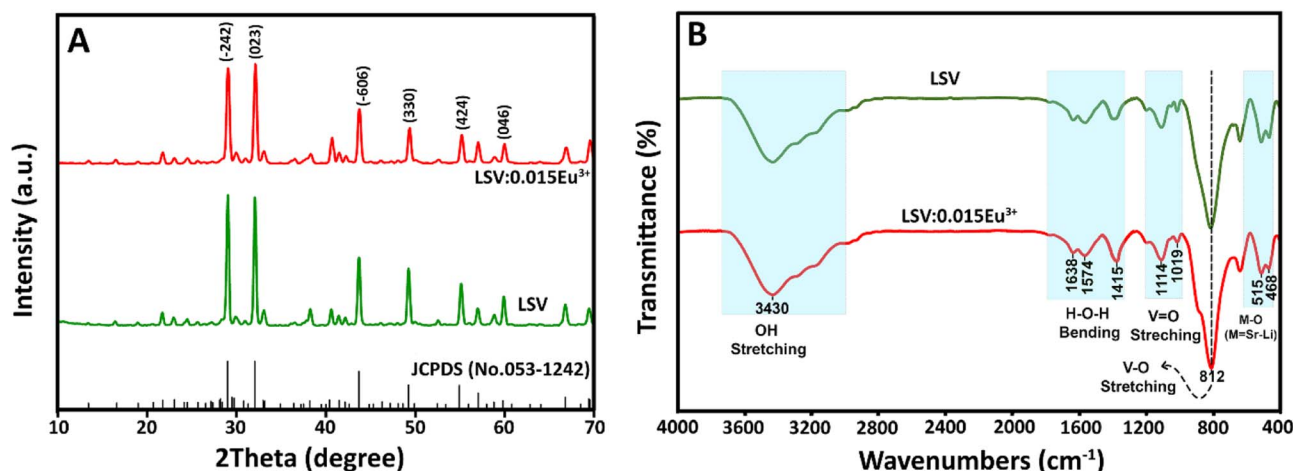 A
Intensity (a.u.)
(-242)
(023)
(-606)
(330)
(424)
(046)
LSV:0.015Eu³⁺
LSV
JCPDS (No.053-1242)
10 20 30 40 50 60 70
2Theta (degree)
B
Transmittance (%)
LSV
LSV:0.015Eu³⁺
3430
OH
Stretching
1638
1574
1415
H-O-H
Bending
1114
1019
V=O
Streching
515
468
M-O
(M=Sr-Li)
812
V-O
Stretching
4000 3600 3200 2800 2400 2000 1600 1200 800 400
Wavenumbers (cm⁻¹)